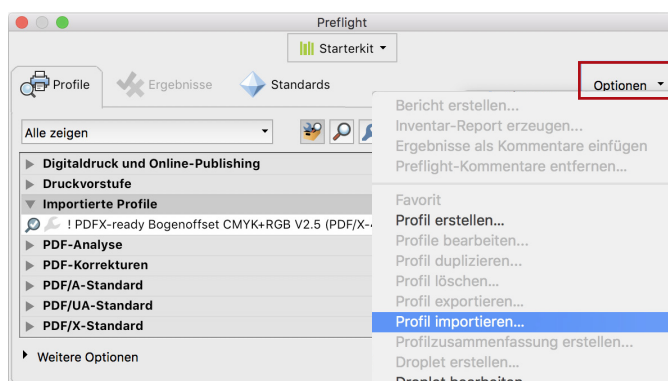 Preflight
Starterkit
Profile
Ergebnisse
Standards
Optionen
Alle zeigen
Digitaldruck und Online-Publishing
Druckvorstufe
Importierte Profile
! PDFX-ready Bogenoffset CMYK+RGB V2.5 (PDF/X-
PDF-Analyse
PDF-Korrekturen
PDF/A-Standard
PDF/UA-Standard
PDF/X-Standard
Weitere Optionen
Bericht erstellen...
Inventar-Report erzeugen...
Ergebnisse als Kommentare einfügen
Preflight-Kommentare entfernen...
Favorit
Profil erstellen...
Profile bearbeiten...
Profil duplizieren...
Profil löschen...
Profil exportieren...
Profil importieren...
Profilzusammenfassung erstellen...
Droplet erstellen...
Droplet bearbeiten